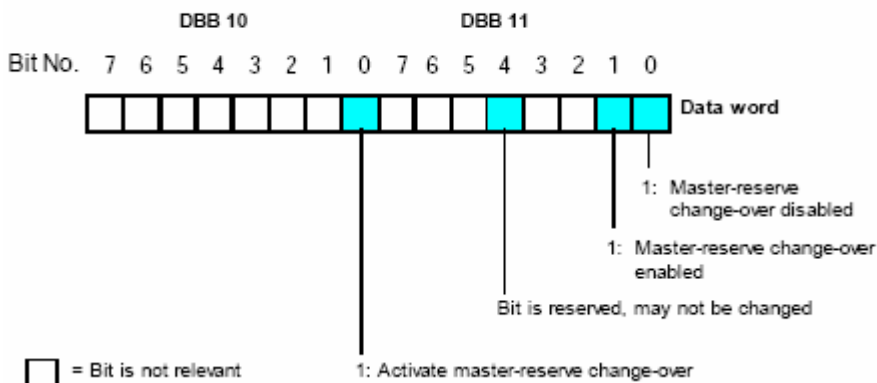 DBB 10 DBB 11
Bit No. 7 6 5 4 3 2 1 0 7 6 5 4 3 2 1 0
Data word
1: Master-reserve
change-over disabled
1: Master-reserve change-over
enabled
Bit is reserved, may not be changed
= Bit is not relevant 1: Activate master-reserve change-over